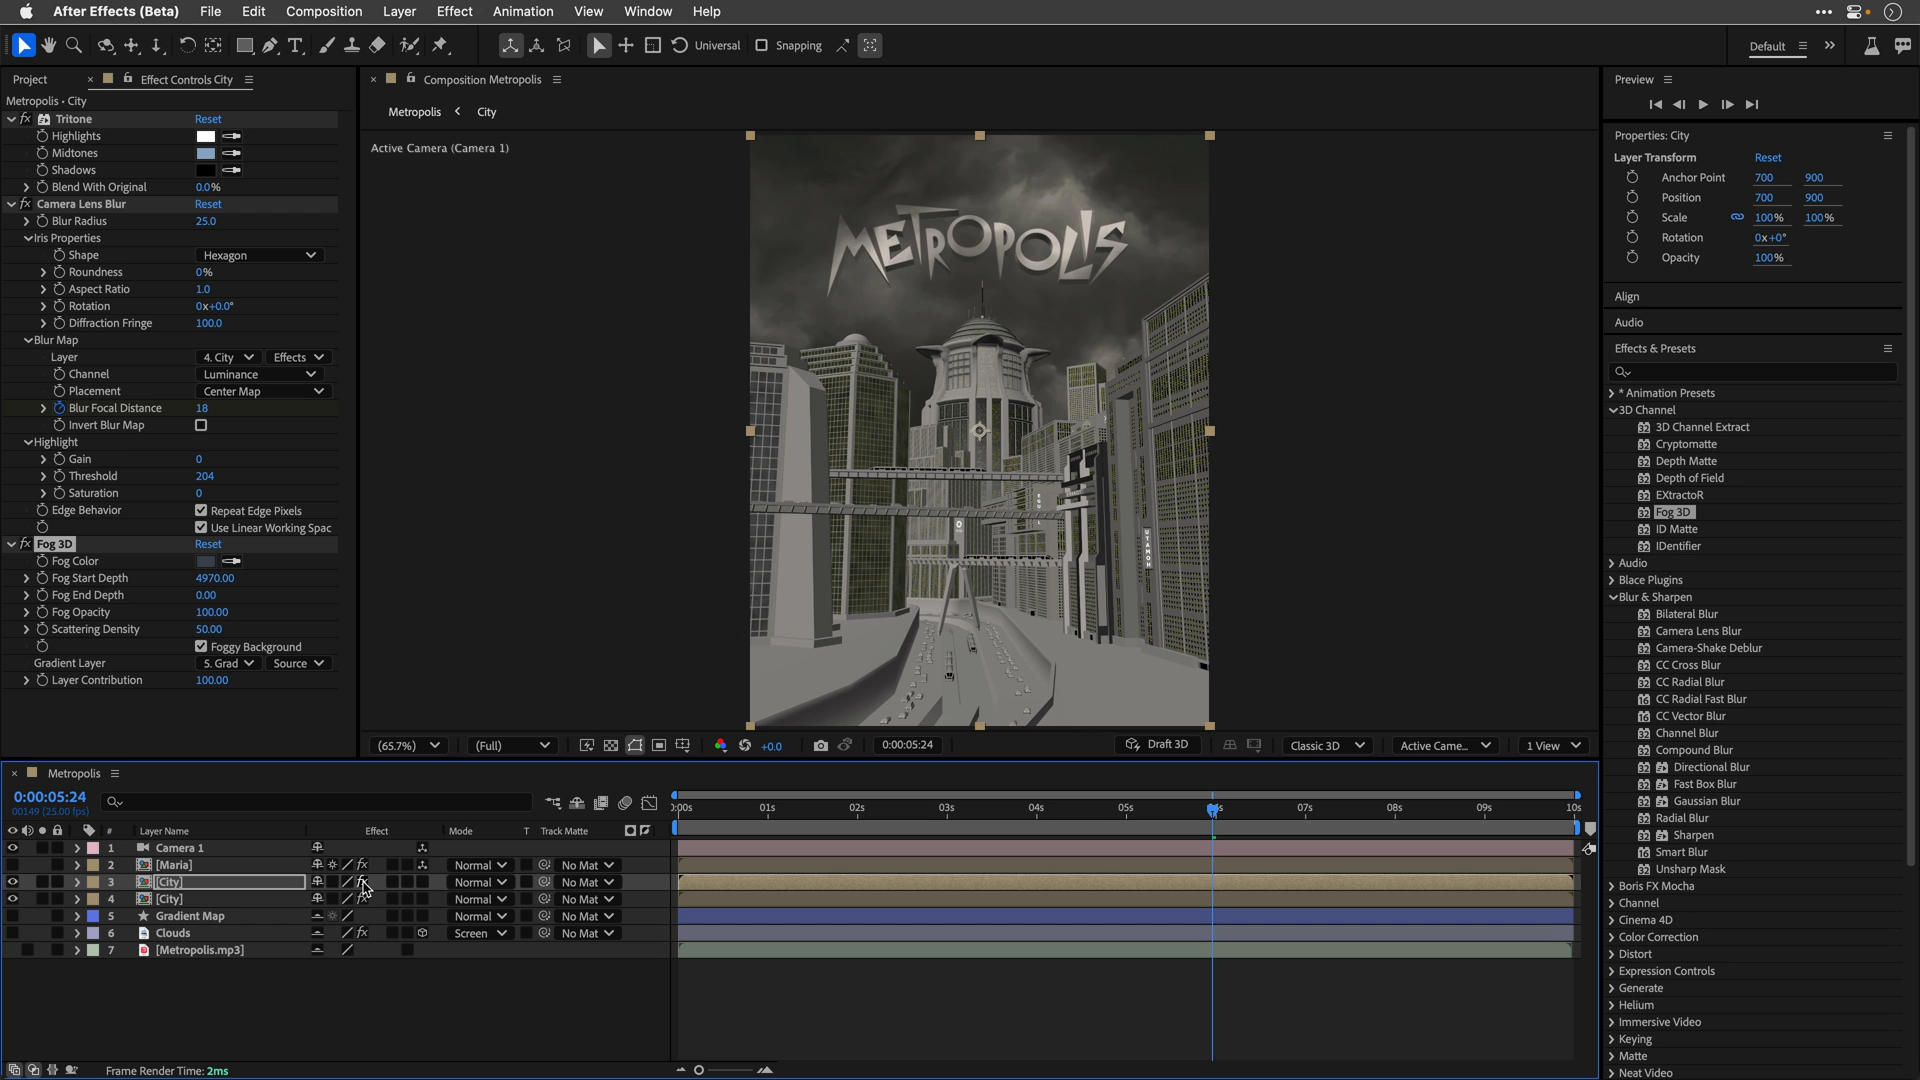 After Effects (Beta) File Edit Composition Layer Effect Animation View Window Help
Universal Snapping Default
Project Effect Controls City
Metropolis • City
Tritone Reset
Highlights
Midtones
Shadows
Blend With Original 0.0%
Camera Lens Blur Reset
Blur Radius 25.0
Iris Properties
Shape Hexagon
Roundness 0%
Aspect Ratio 1.0
Rotation 0x+0.0°
Diffraction Fringe 100.0
Blur Map
Layer 4. City Effects
Channel Luminance
Placement Center Map
Blur Focal Distance 18
Invert Blur Map
Highlight
Gain 0
Threshold 204
Saturation 0
Edge Behavior Repeat Edge Pixels
Use Linear Working Spac
Fog 3D Reset
Fog Color
Fog Start Depth 4970.00
Fog End Depth 0.00
Fog Opacity 100.00
Scattering Density 50.00
Foggy Background
Gradient Layer 5. Grad Source
Layer Contribution 100.00
Composition Metropolis
Metropolis City
Active Camera (Camera 1)
METROPOLIS
(65.7%) (Full) +0.0 0:00:05:24 Draft 3D Classic 3D Active Came... 1 View
Preview
Properties: City
Layer Transform Reset
Anchor Point 700 900
Position 700 900
Scale 100% 100%
Rotation 0x+0°
Opacity 100%
Align
Audio
Effects & Presets
* Animation Presets
3D Channel
3D Channel Extract
Cryptomatte
Depth Matte
Depth of Field
EXtractoR
Fog 3D
ID Matte
IDentifier
Audio
Blace Plugins
Blur & Sharpen
Bilateral Blur
Camera Lens Blur
Camera-Shake Deblur
CC Cross Blur
CC Radial Blur
CC Radial Fast Blur
CC Vector Blur
Channel Blur
Compound Blur
Directional Blur
Fast Box Blur
Gaussian Blur
Radial Blur
Sharpen
Smart Blur
Unsharp Mask
Boris FX Mocha
Channel
Cinema 4D
Color Correction
Distort
Expression Controls
Generate
Helium
Immersive Video
Keying
Matte
Neat Video
Metropolis
0:00:05:24
00149 (25.00 fps)
0:00s 01s 02s 03s 04s 05s 07s 08s 09s 10s
# Layer Name Effect Mode T Track Matte
1 Camera 1
2 [Maria] Normal No Mat
3 [City] Normal No Mat
4 [City] Normal No Mat
5 Gradient Map Normal No Mat
6 Clouds Screen No Mat
7 [Metropolis.mp3]
Frame Render Time: 2ms